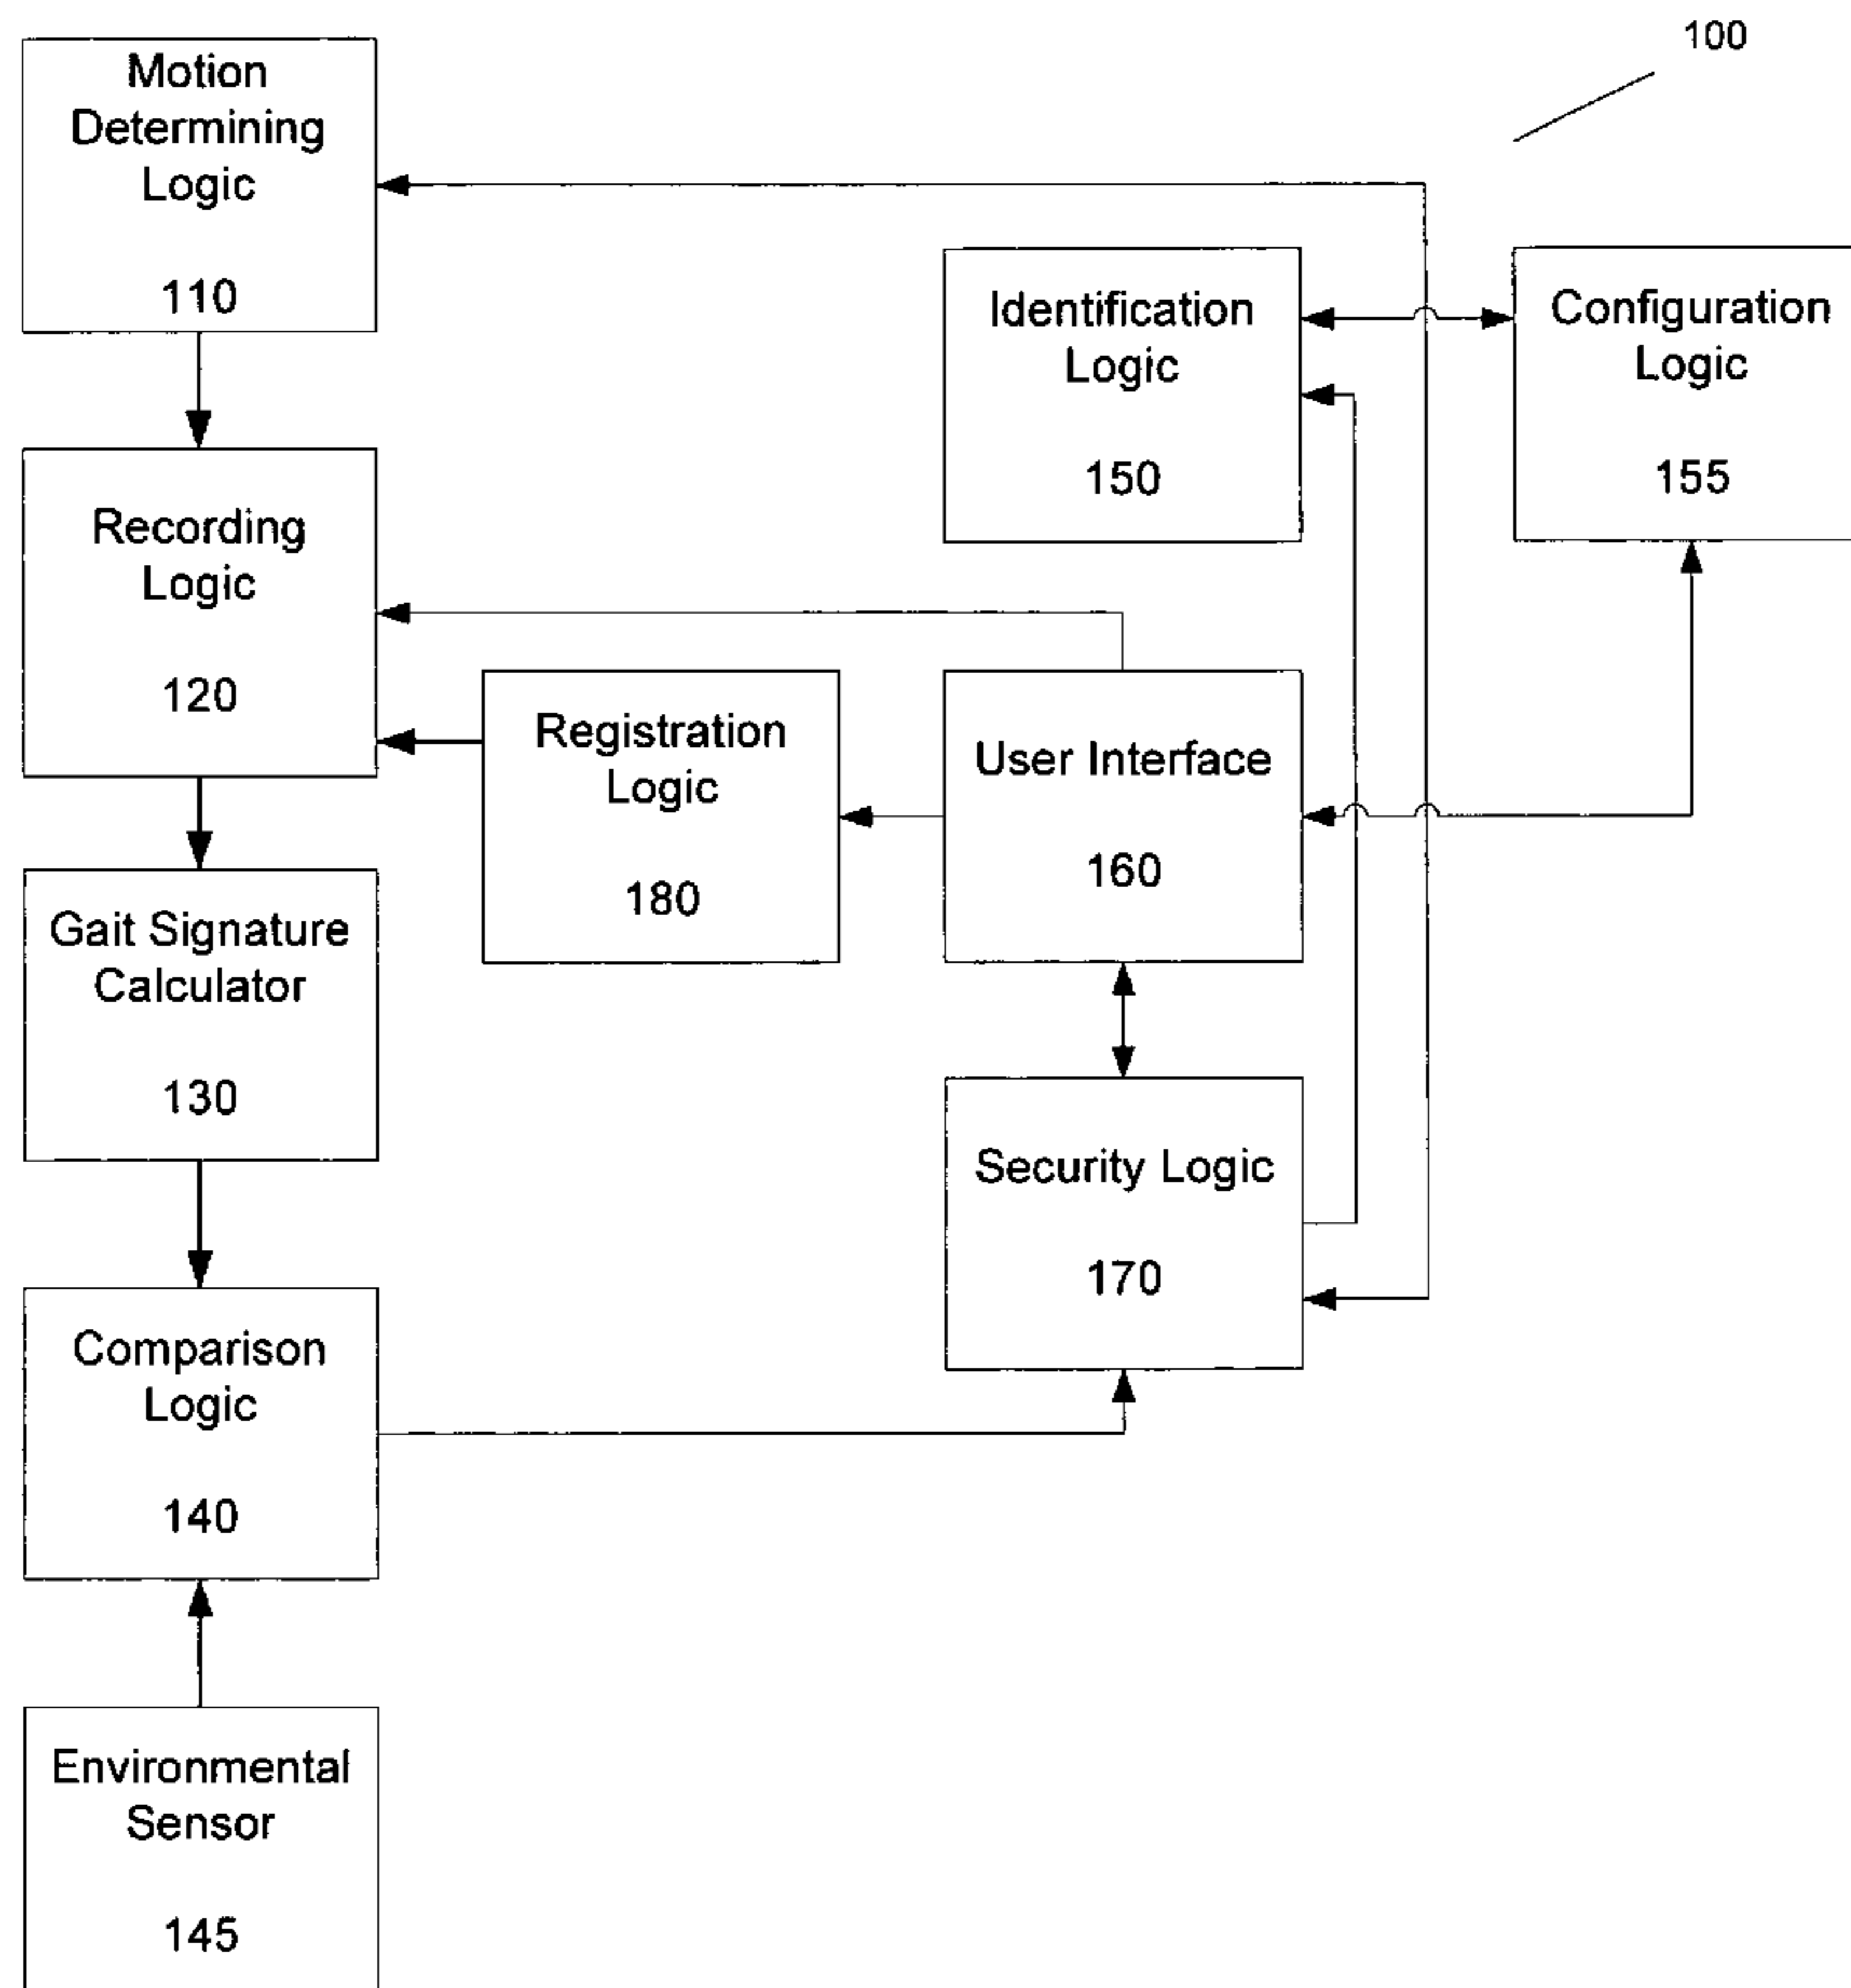 100
Motion
Determining
Logic
110
Identification
Logic
150
Configuration
Logic
155
Recording
Logic
120
Registration
Logic
180
User Interface
160
Gait Signature
Calculator
130
Security Logic
170
Comparison
Logic
140
Environmental
Sensor
145